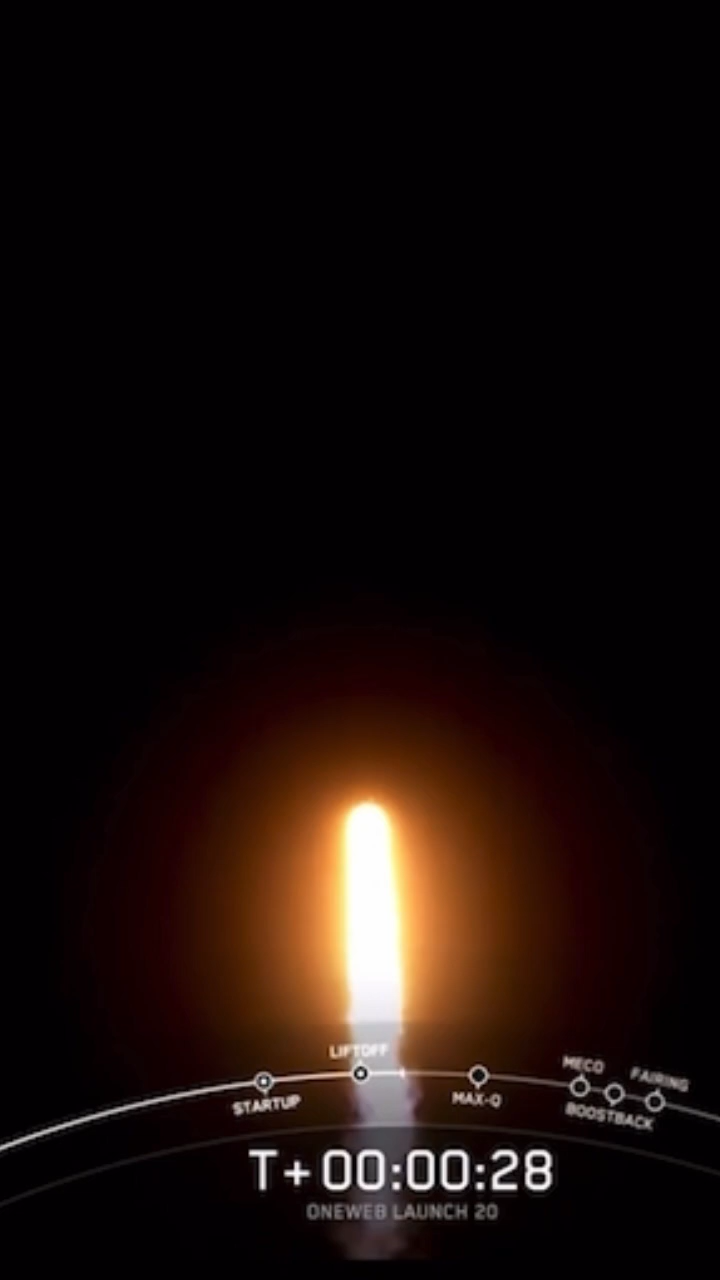 LIFTOFF
STARTUP
MAX-Q
MECO
BOOSTBACK
FAIRING
T+00:00:28
ONEWEB LAUNCH 20